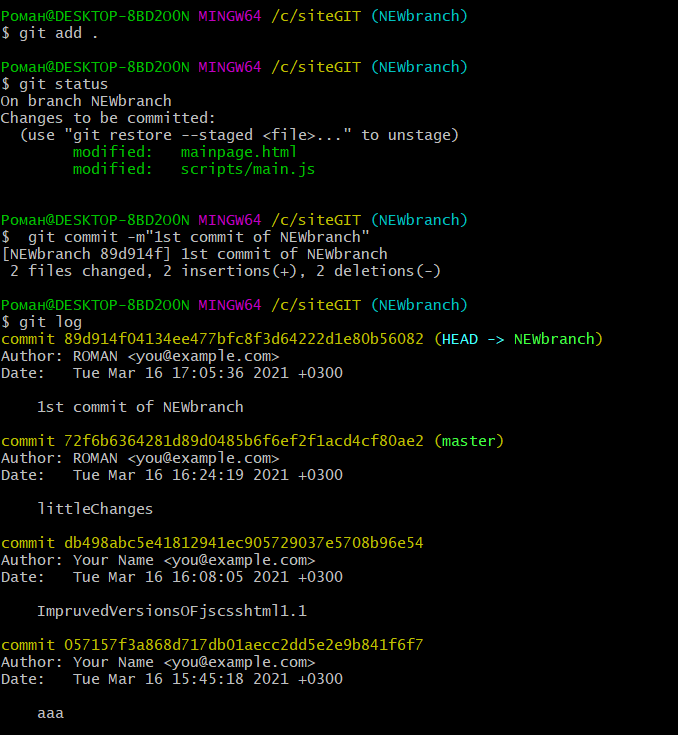 Роман@DESKTOP-8BD2O0N MINGW64 /c/siteGIT (NEWbranch)
$ git add .
Роман@DESKTOP-8BD2O0N MINGW64 /c/siteGIT (NEWbranch)
$ git status
On branch NEWbranch
Changes to be committed:
  (use "git restore --staged <file>..." to unstage)
        modified:   mainpage.html
        modified:   scripts/main.js
Роман@DESKTOP-8BD2O0N MINGW64 /c/siteGIT (NEWbranch)
$  git commit -m"1st commit of NEWbranch"
[NEWbranch 89d914f] 1st commit of NEWbranch
 2 files changed, 2 insertions(+), 2 deletions(-)
Роман@DESKTOP-8BD2O0N MINGW64 /c/siteGIT (NEWbranch)
$ git log
commit 89d914f04134ee477bfc8f3d64222d1e80b56082 (HEAD -> NEWbranch)
Author: ROMAN <you@example.com>
Date:   Tue Mar 16 17:05:36 2021 +0300
    1st commit of NEWbranch
commit 72f6b6364281d89d0485b6f6ef2f1acd4cf80ae2 (master)
Author: ROMAN <you@example.com>
Date:   Tue Mar 16 16:24:19 2021 +0300
    littleChanges
commit db498abc5e41812941ec905729037e5708b96e54
Author: Your Name <you@example.com>
Date:   Tue Mar 16 16:08:05 2021 +0300
    ImpruvedVersionsOFjscsshtml1.1
commit 057157f3a868d717db01aecc2dd5e2e9b841f6f7
Author: Your Name <you@example.com>
Date:   Tue Mar 16 15:45:18 2021 +0300
    aaa